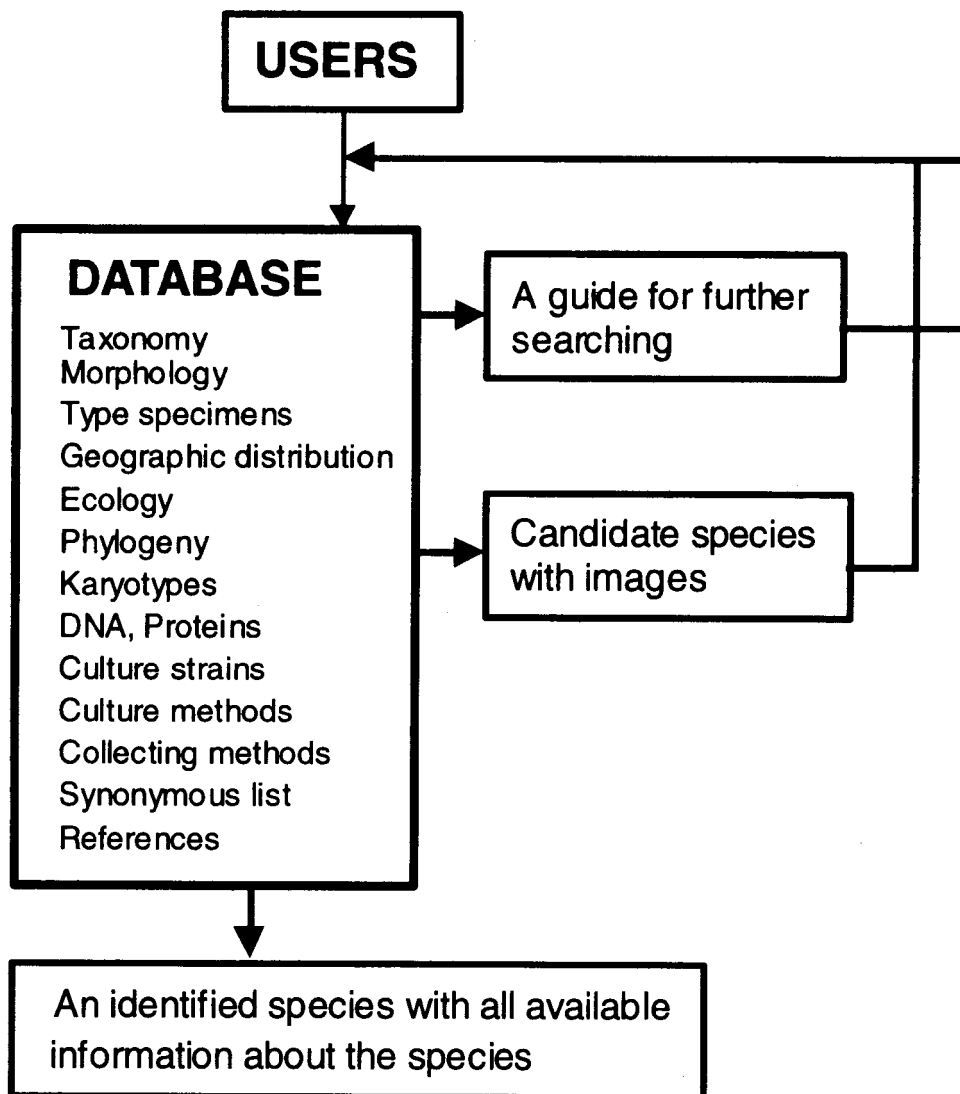 USERS
DATABASE
Taxonomy
Morphology
Type specimens
Geographic distribution
Ecology
Phylogeny
Karyotypes
DNA, Proteins
Culture strains
Culture methods
Collecting methods
Synonymous list
References
A guide for further
searching
Candidate species
with images
An identified species with all available
information about the species